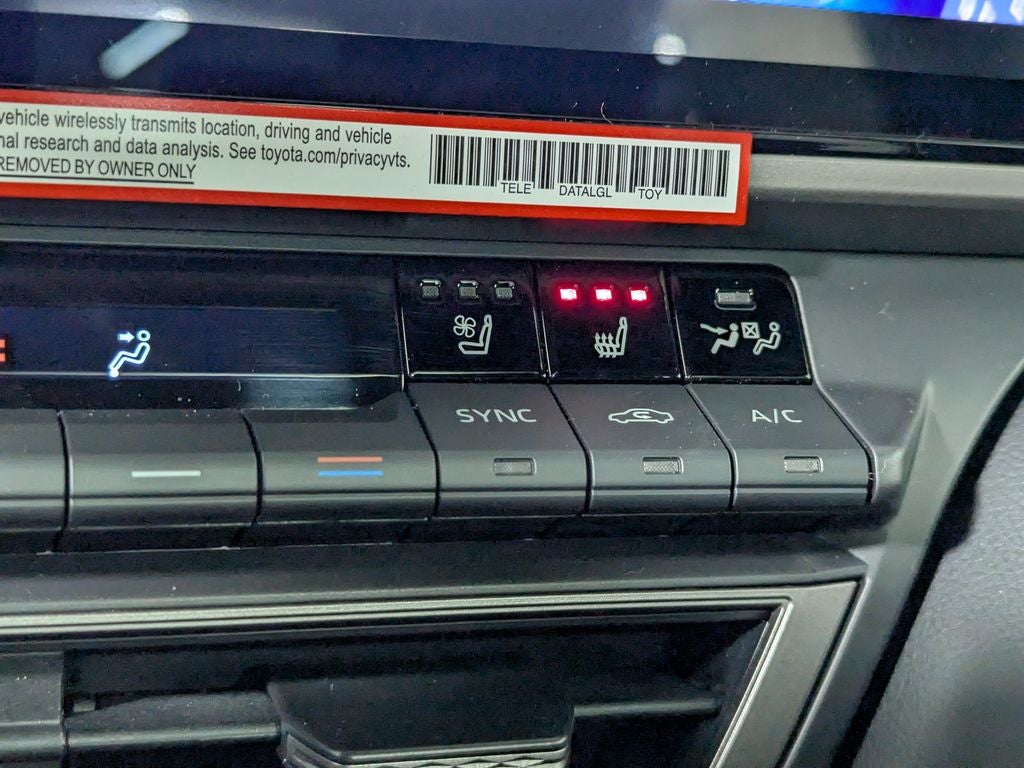 vehicle wirelessly transmits location, driving and vehicle
nal research and data analysis. See toyota.com/privacyvts.
REMOVED BY OWNER ONLY
TELE DATALGL TOY
SYNC
A/C